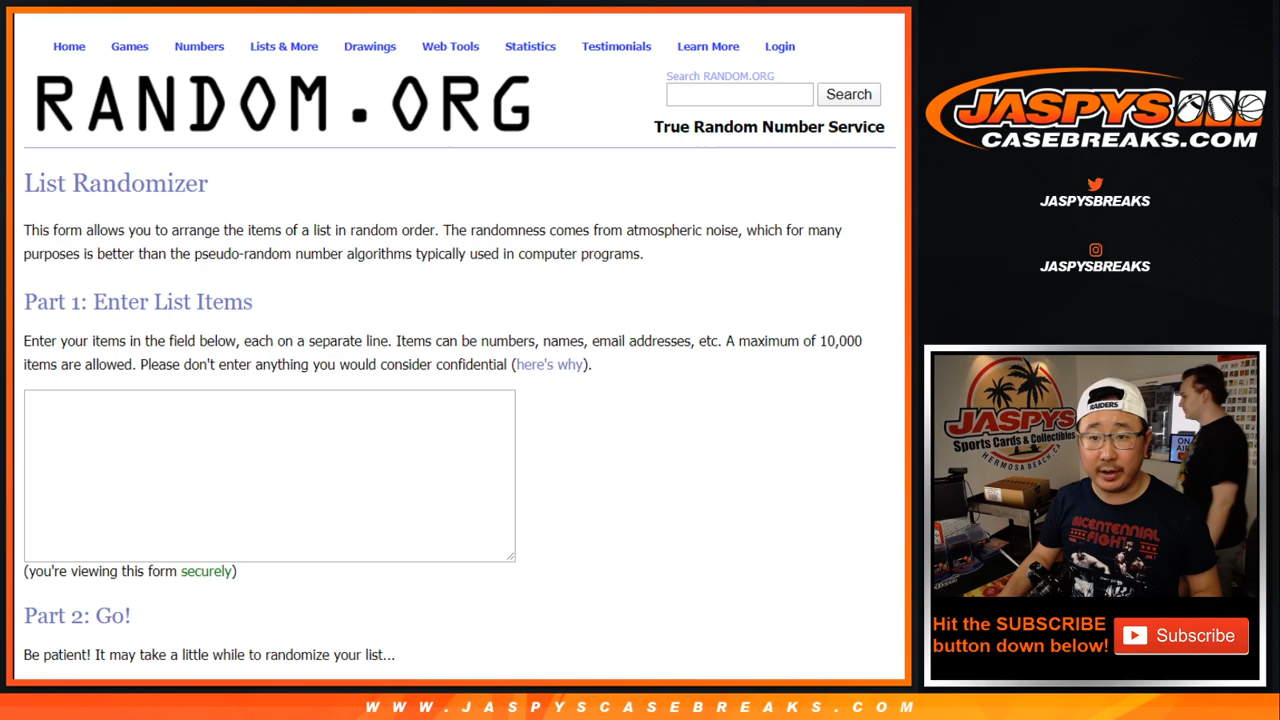 Home Games Numbers Lists & More Drawings Web Tools Statistics Testimonials Learn More Login
RANDOM.ORG
Search RANDOM.ORG
Search
True Random Number Service
List Randomizer
This form allows you to arrange the items of a list in random order. The randomness comes from atmospheric noise, which for many
purposes is better than the pseudo-random number algorithms typically used in computer programs.
Part 1: Enter List Items
Enter your items in the field below, each on a separate line. Items can be numbers, names, email addresses, etc. A maximum of 10,000
items are allowed. Please don't enter anything you would consider confidential (here's why).
(you're viewing this form securely)
Part 2: Go!
Be patient! It may take a little while to randomize your list...
JASPYS
CASEBREAKS.COM
JASPYSBREAKS
JASPYSBREAKS
JASPYS
Sports Cards & Collectibles
HERMOSA BEACH, CA
RAIDERS
ON
AIR
BICENTENNIAL
FIGHT
Hit the SUBSCRIBE
button down below!
Subscribe
WWW.JASPYSCASEBREAKS.COM